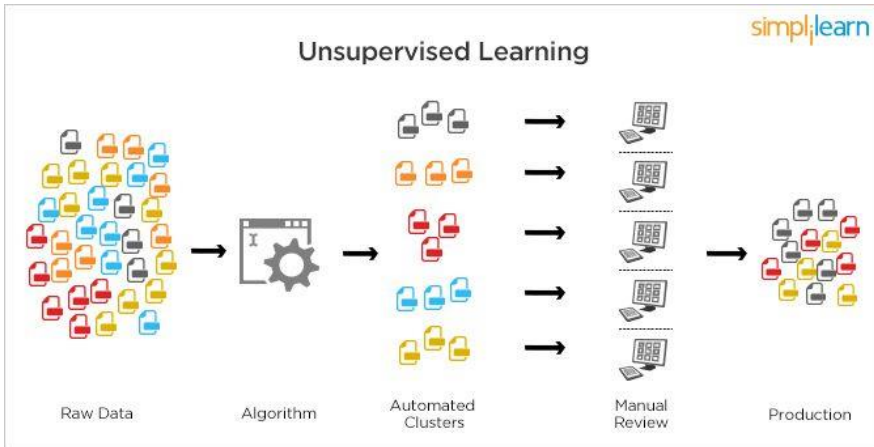 simplilearn
Unsupervised Learning
Raw Data
Algorithm
Automated
Clusters
Manual
Review
Production